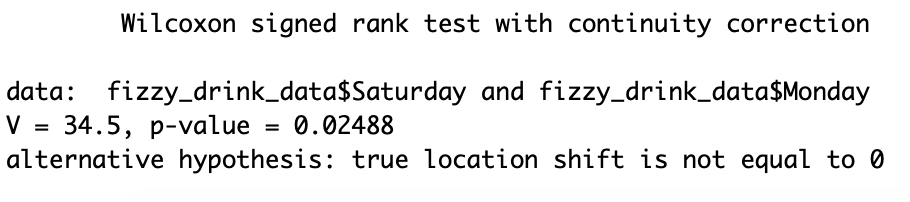 Wilcoxon signed rank test with continuity correction
data:  fizzy_drink_data$Saturday and fizzy_drink_data$Monday
V = 34.5, p-value = 0.02488
alternative hypothesis: true location shift is not equal to 0